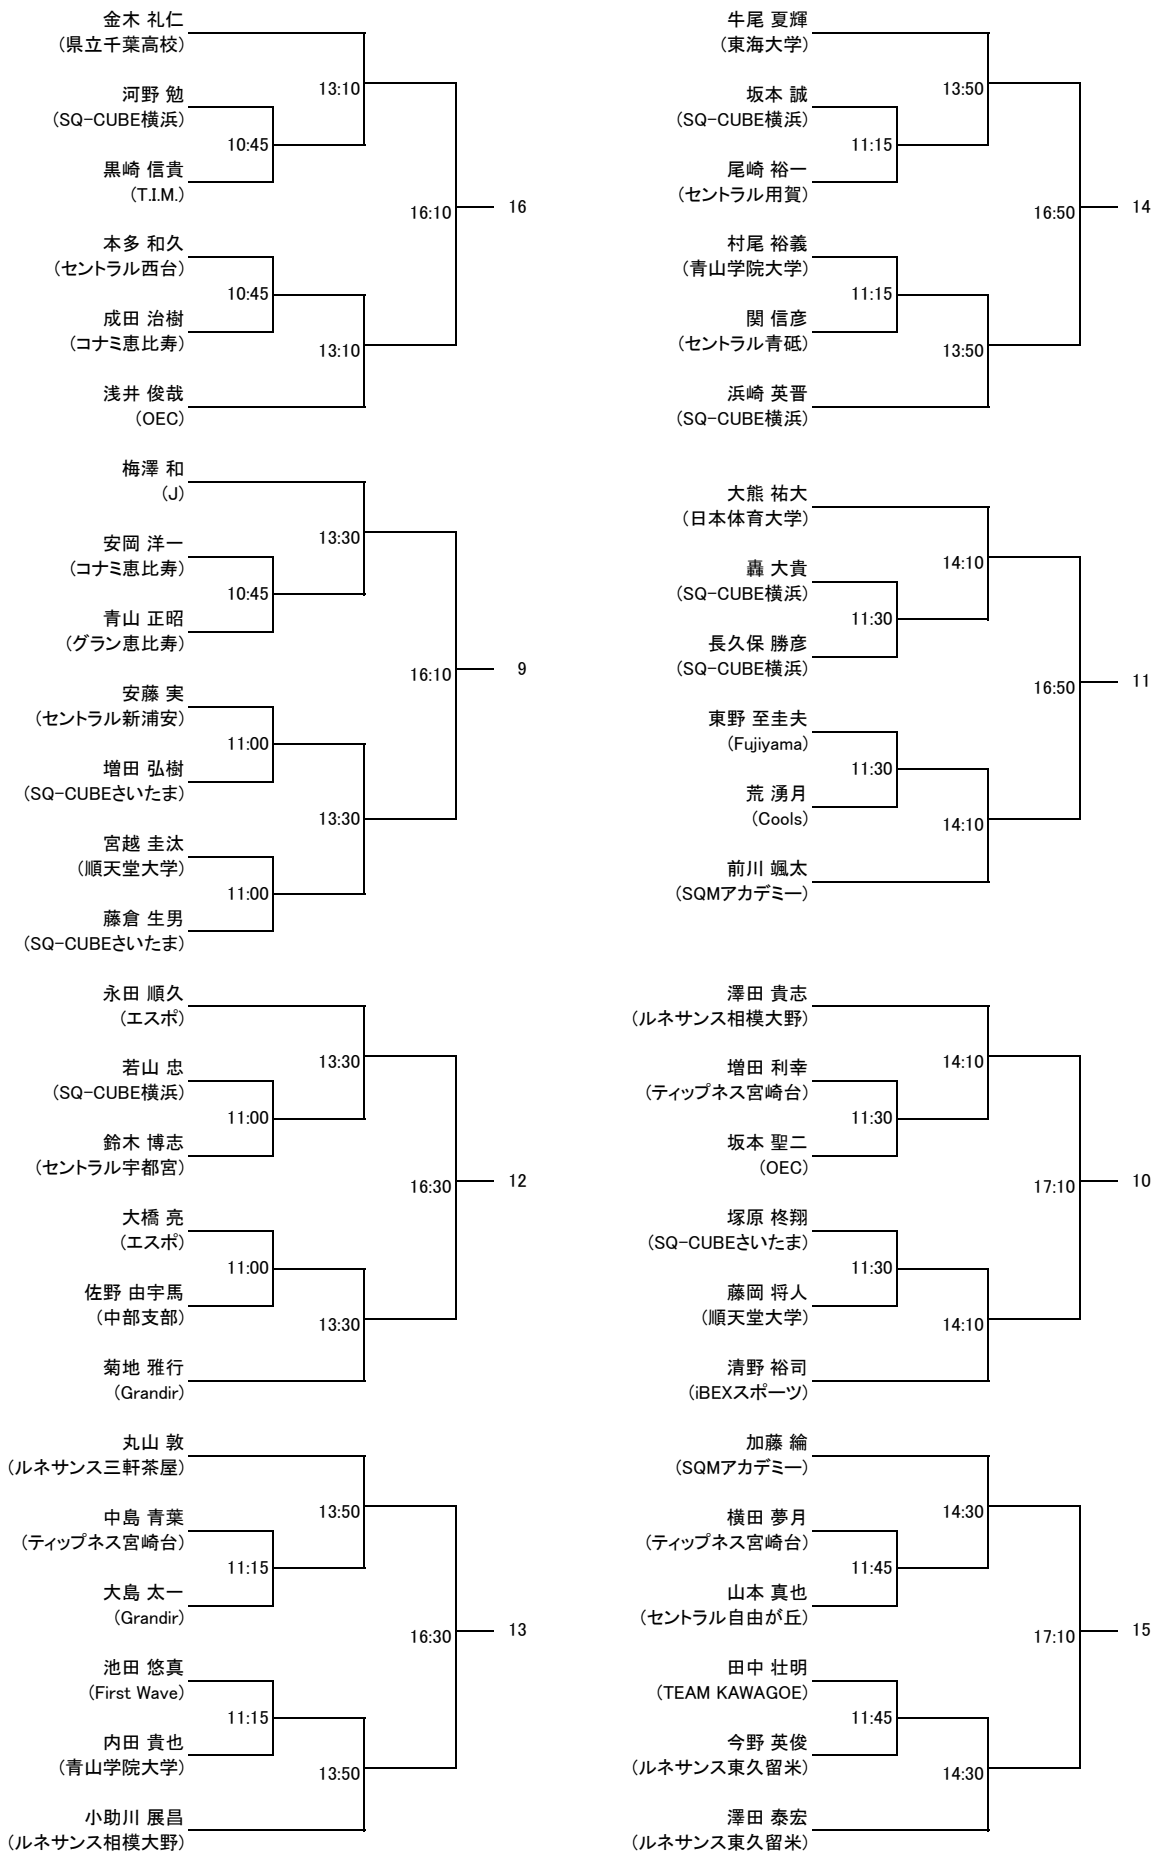 金木 礼仁
(県立千葉高校)
13:10
河野 勉
(SQ-CUBE横浜)
10:45
黒崎 信貴
(T.I.M.)
16:10
16
本多 和久
(セントラル西台)
10:45
成田 治樹
(コナミ恵比寿)
13:10
浅井 俊哉
(OEC)
梅澤 和
(J)
13:30
安岡 洋一
(コナミ恵比寿)
10:45
青山 正昭
(グラン恵比寿)
16:10
9
安藤 実
(セントラル新浦安)
11:00
増田 弘樹
(SQ-CUBEさいたま)
13:30
宮越 圭汰
(順天堂大学)
11:00
藤倉 生男
(SQ-CUBEさいたま)
永田 順久
(エスポ)
13:30
若山 忠
(SQ-CUBE横浜)
11:00
鈴木 博志
(セントラル宇都宮)
16:30
12
大橋 亮
(エスポ)
11:00
佐野 由宇馬
(中部支部)
13:30
菊地 雅行
(Grandir)
丸山 敦
(ルネサンス三軒茶屋)
13:50
中島 青葉
(ティップネス宮崎台)
11:15
大島 太一
(Grandir)
16:30
13
池田 悠真
(First Wave)
11:15
内田 貴也
(青山学院大学)
13:50
小助川 展昌
(ルネサンス相模大野)
牛尾 夏輝
(東海大学)
13:50
坂本 誠
(SQ-CUBE横浜)
11:15
尾崎 裕一
(セントラル用賀)
16:50
14
村尾 裕義
(青山学院大学)
11:15
関 信彦
(セントラル青砥)
13:50
浜崎 英晋
(SQ-CUBE横浜)
大熊 祐大
(日本体育大学)
14:10
轟 大貴
(SQ-CUBE横浜)
11:30
長久保 勝彦
(SQ-CUBE横浜)
16:50
11
東野 至圭夫
(Fujiyama)
11:30
荒 湧月
(Cools)
14:10
前川 颯太
(SQMアカデミー)
澤田 貴志
(ルネサンス相模大野)
14:10
増田 利幸
(ティップネス宮崎台)
11:30
坂本 聖二
(OEC)
17:10
10
塚原 柊翔
(SQ-CUBEさいたま)
11:30
藤岡 将人
(順天堂大学)
14:10
清野 裕司
(iBEXスポーツ)
加藤 綸
(SQMアカデミー)
14:30
横田 夢月
(ティップネス宮崎台)
11:45
山本 真也
(セントラル自由が丘)
17:10
15
田中 壮明
(TEAM KAWAGOE)
11:45
今野 英俊
(ルネサンス東久留米)
14:30
澤田 泰宏
(ルネサンス東久留米)